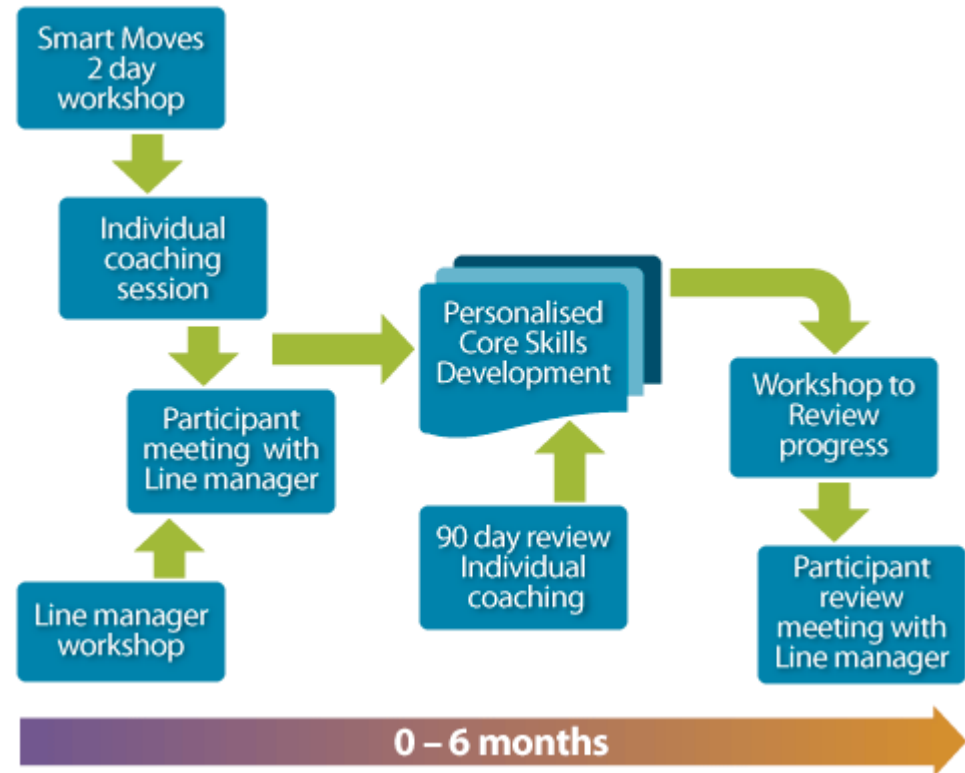 Smart Moves
2 day
workshop
Individual
coaching
session
Participant
meeting with
Line manager
Line manager
workshop
Personalised
Core Skills
Development
90 day review
Individual
coaching
Workshop to
Review
progress
Participant
review
meeting with
Line manager
0 – 6 months